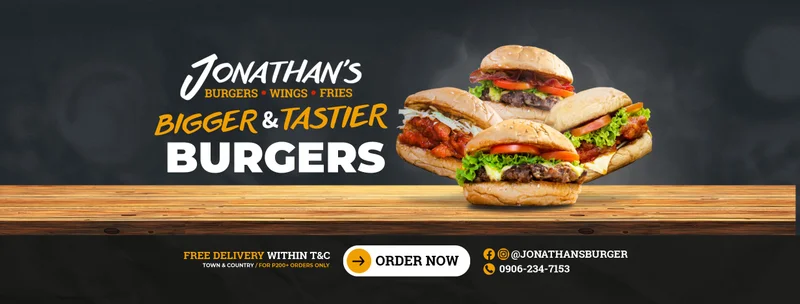 JONATHAN'S
BURGERS • WINGS • FRIES
BIGGER & TASTIER
BURGERS
FREE DELIVERY WITHIN T&C
TOWN & COUNTRY / FOR P200+ ORDERS ONLY
ORDER NOW
@JONATHANSBURGER
0906-234-7153